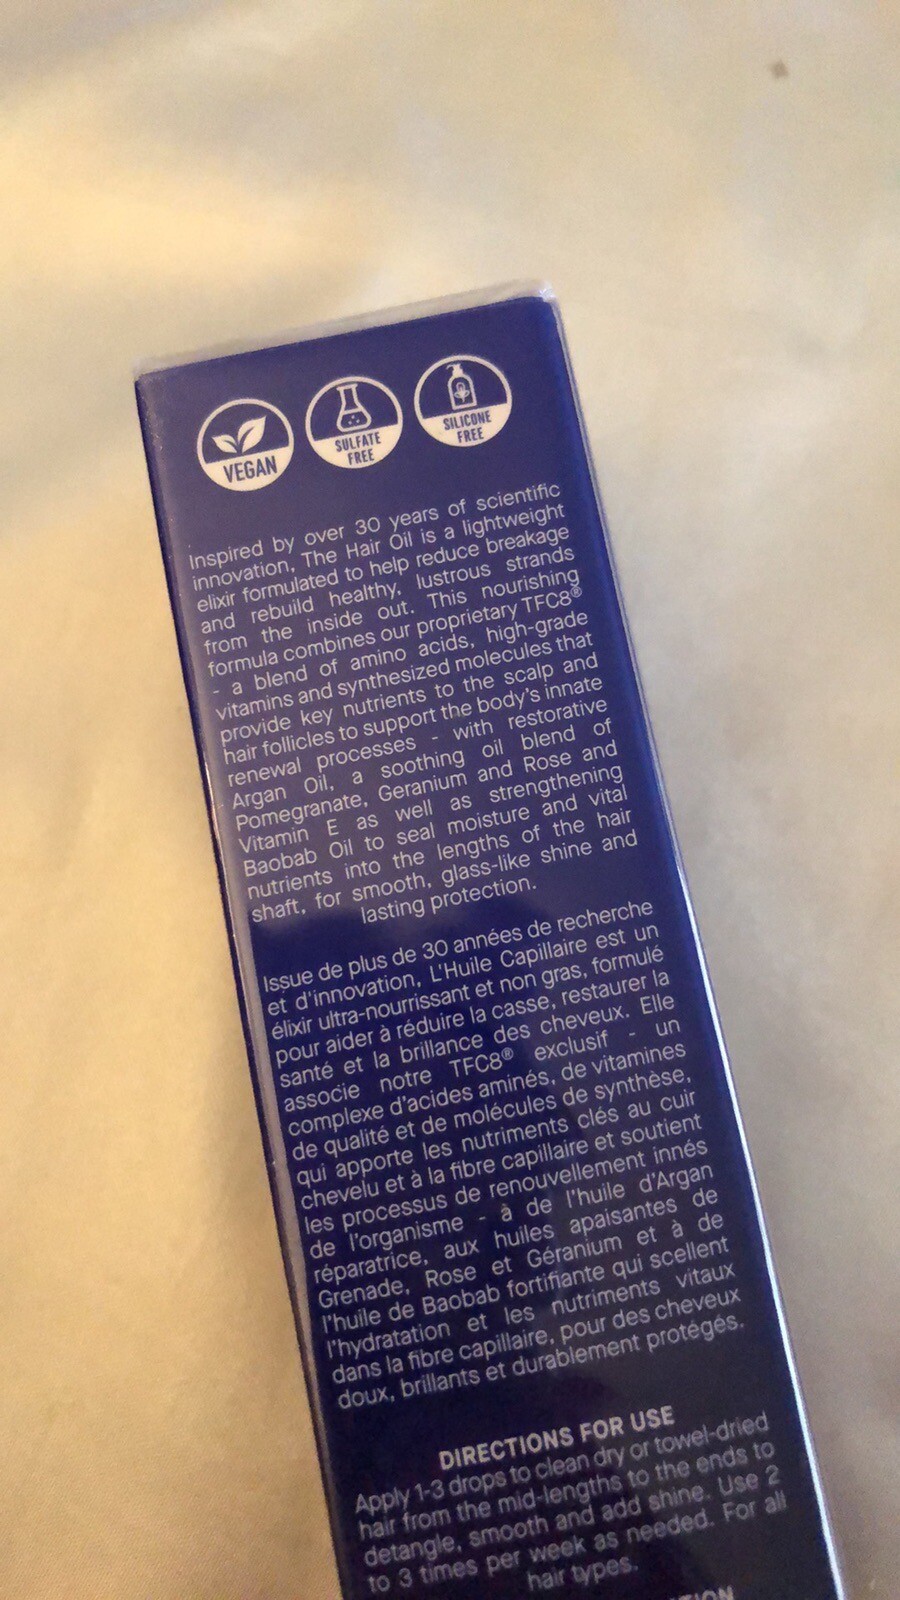 VEGAN
SULFATE
FREE
SILICONE
FREE
Inspired by over 30 years of scientific
innovation, The Hair Oil is a lightweight
elixir formulated to help reduce breakage
and rebuild healthy, lustrous strands
from the inside out. This nourishing
formula combines our proprietary TFC8®
- a blend of amino acids, high-grade
vitamins and synthesized molecules that
provide key nutrients to the scalp and
hair follicles to support the body's innate
renewal processes - with restorative
Argan Oil, a soothing oil blend of
Pomegranate, Geranium and Rose and
Vitamin E as well as strengthening
Baobab Oil to seal moisture and vital
nutrients into the lengths of the hair
shaft, for smooth, glass-like shine and
lasting protection.
Issue de plus de 30 années de recherche
et d'innovation, L'Huile Capillaire est un
élixir ultra-nourrissant et non gras, formulé
pour aider à réduire la casse, restaurer la
santé et la brillance des cheveux. Elle
associe notre TFC8® exclusif - un
complexe d'acides aminés, de vitamines
de qualité et de molécules de synthèse,
qui apporte les nutriments clés au cuir
chevelu et à la fibre capillaire et soutient
les processus de renouvellement innés
de l'organisme - à de l'huile d'Argan
réparatrice, aux huiles apaisantes de
Grenade, Rose et Géranium et à de
l'huile de Baobab fortifiante qui scellent
l'hydratation et les nutriments vitaux
dans la fibre capillaire, pour des cheveux
doux, brillants et durablement protégés.
DIRECTIONS FOR USE
Apply 1-3 drops to clean dry or towel-dried
hair from the mid-lengths to the ends to
detangle, smooth and add shine. Use 2
to 3 times per week as needed. For all
hair types.